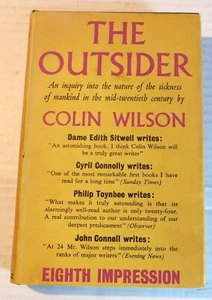 THE
OUTSIDER
An inquiry into the nature of the sickness
of mankind in the mid-twentieth century by
COLIN WILSON
Dame Edith Sitwell writes:
"An astonishing book. I think Colin Wilson
will be a truly great writer"
Cyril Connolly writes:
"One of the most remarkable first books I have
read for a long time" (Sunday Times)
Philip Toynbee writes:
"What makes it truly astounding is that its
alarmingly well-read author is only twenty-four.
A real contribution to our understanding of our
deepest predicament" (Observer)
John Connell writes:
"At 24 Mr. Wilson steps immediately into the
ranks of major writers" (Evening News)
EIGHTH IMPRESSION